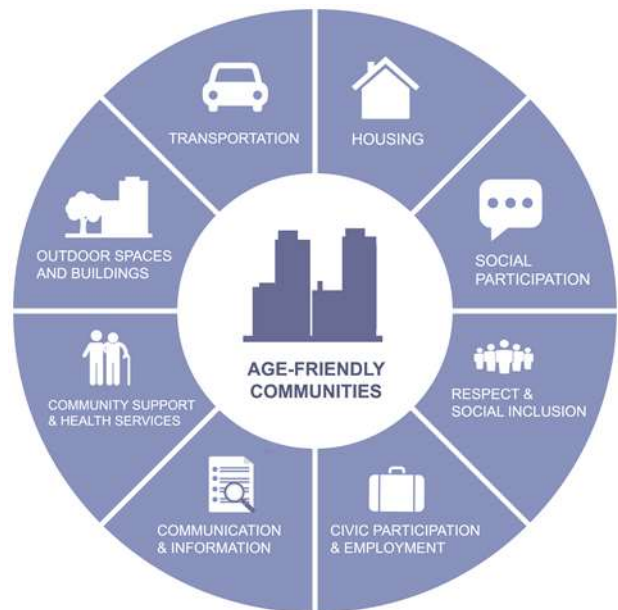 TRANSPORTATION
HOUSING
SOCIAL
PARTICIPATION
RESPECT &
SOCIAL INCLUSION
CIVIC PARTICIPATION
& EMPLOYMENT
COMMUNICATION
& INFORMATION
COMMUNITY SUPPORT
& HEALTH SERVICES
OUTDOOR SPACES
AND BUILDINGS
AGE-FRIENDLY
COMMUNITIES